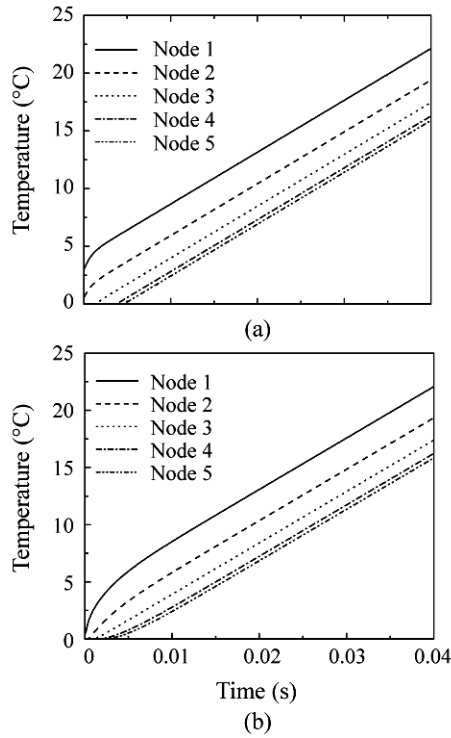 25
20
15
10
5
0
Temperature (°C)
Node 1
Node 2
Node 3
Node 4
Node 5
(a)
25
20
15
10
5
0
Temperature (°C)
Node 1
Node 2
Node 3
Node 4
Node 5
0 0.01 0.02 0.03 0.04
Time (s)
(b)